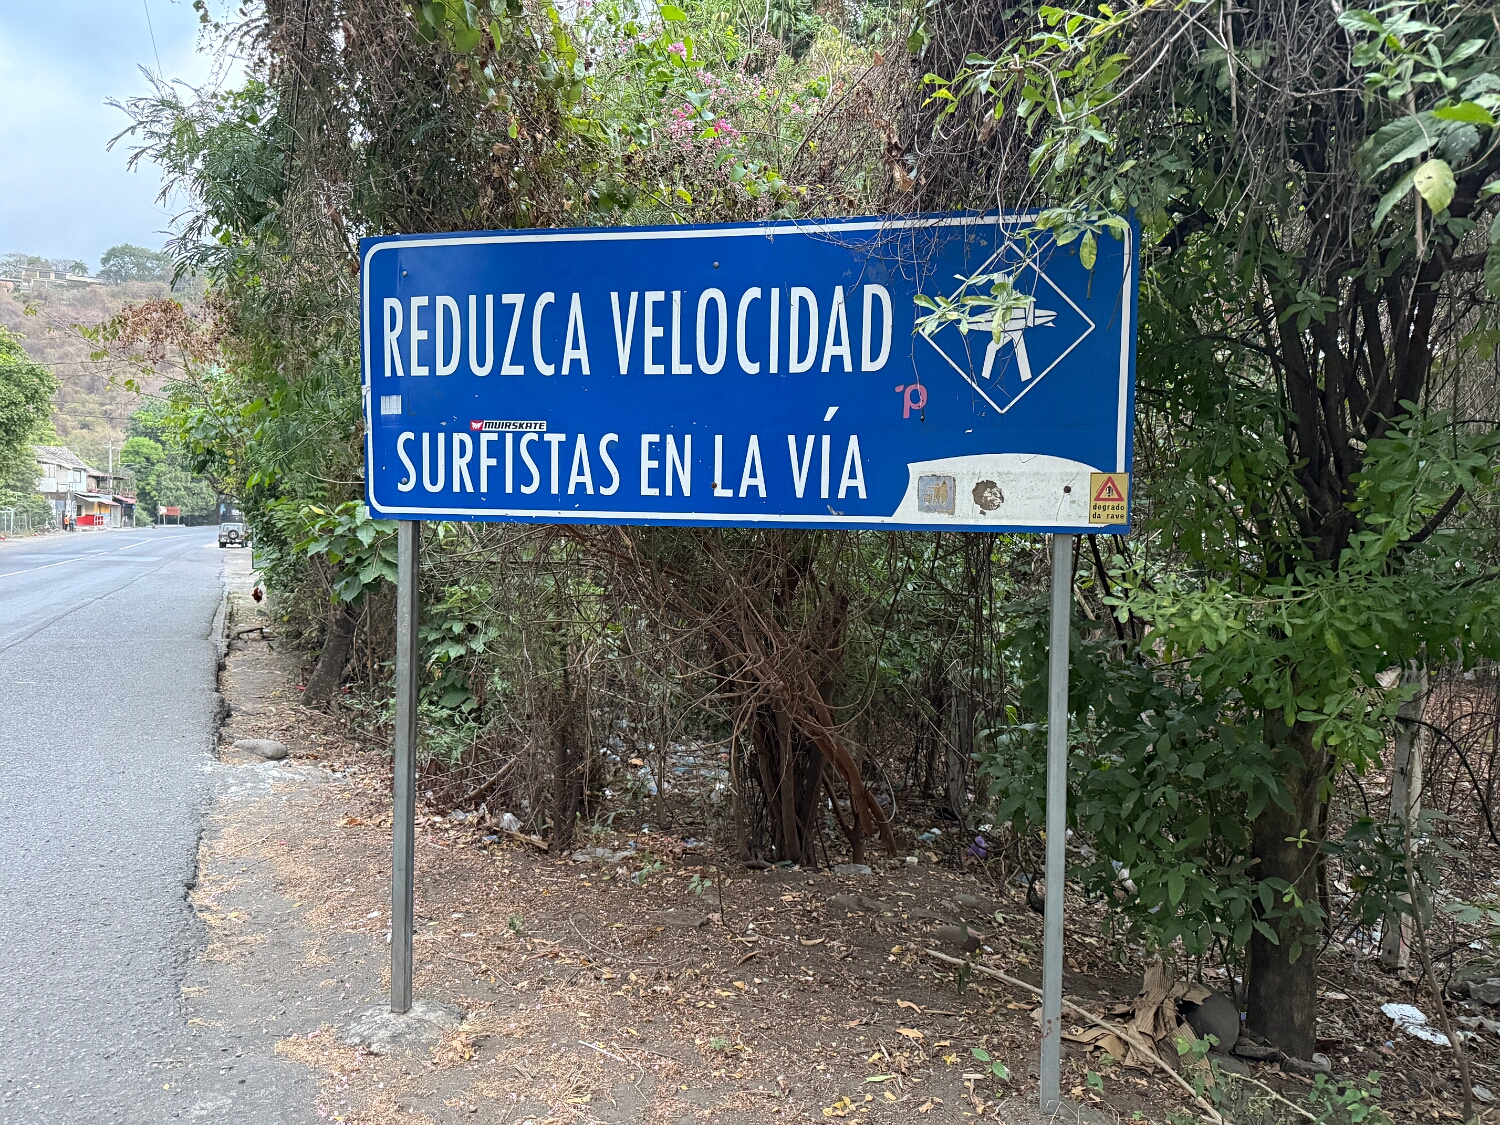 REDUZCA VELOCIDAD
MUIRSKATE
SURFISTAS EN LA VÍA
degrado
da rave